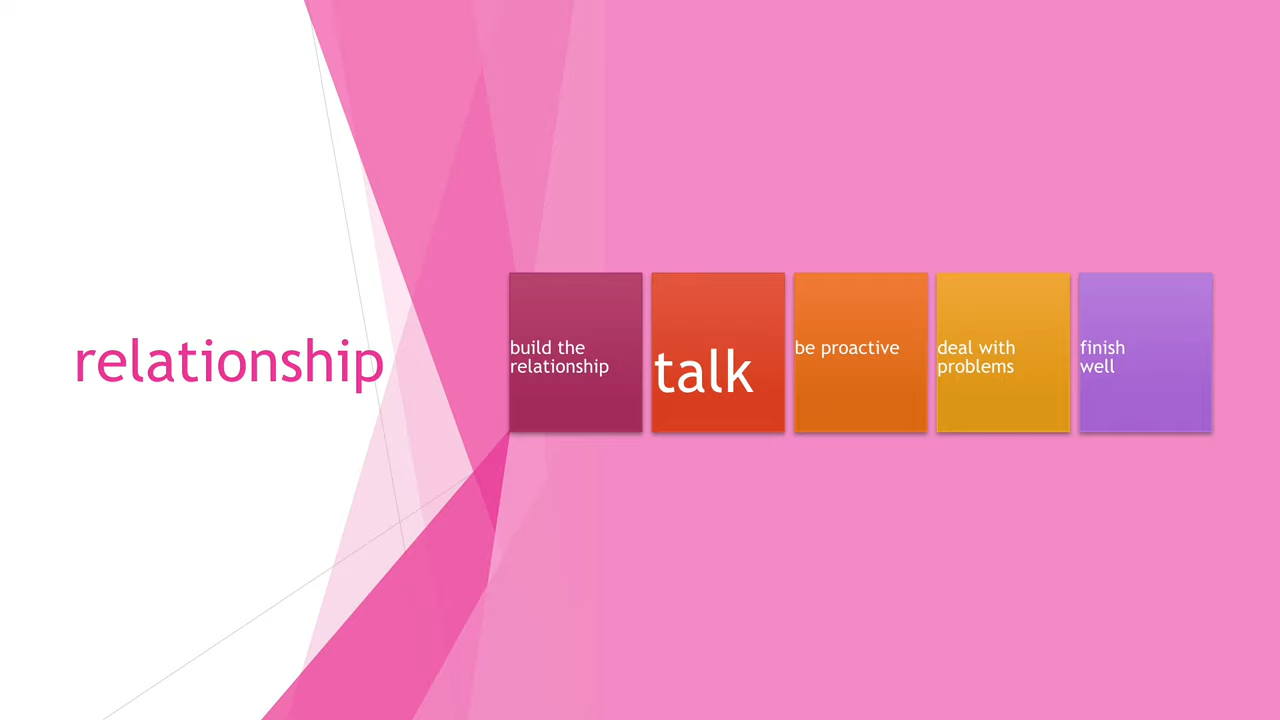 relationship
build the
relationship
talk
be proactive
deal with
problems
finish
well